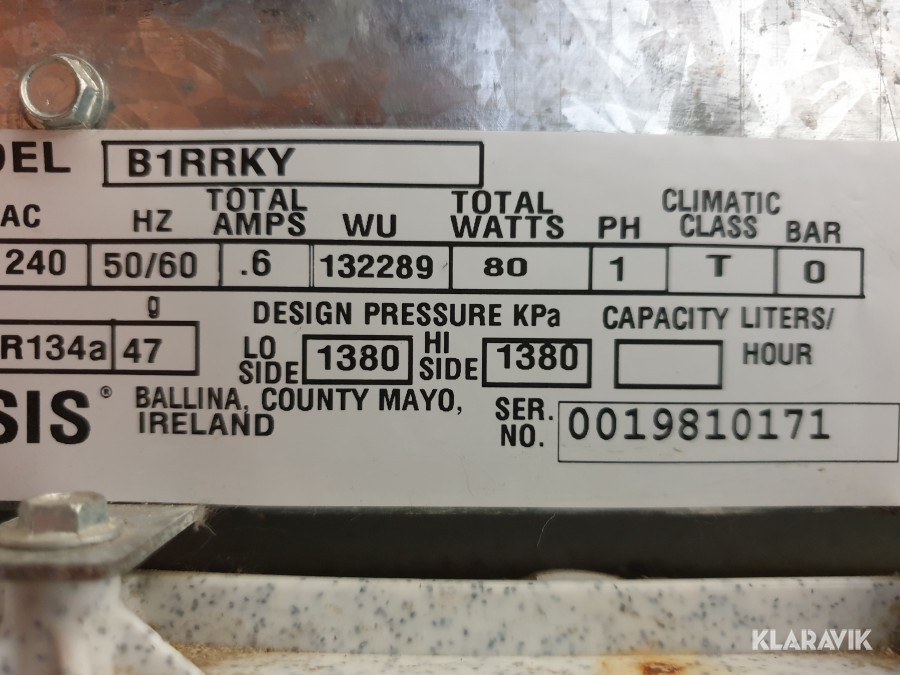 DEL B1RRKY
AC HZ TOTAL AMPS WU TOTAL WATTS PH CLIMATIC CLASS BAR
240 50/60 .6 132289 80 1 T 0
g DESIGN PRESSURE KPa CAPACITY LITERS/HOUR
R134a 47 LO SIDE 1380 HI SIDE 1380
SIS® BALLINA, COUNTY MAYO,
IRELAND
SER. NO. 0019810171
KLARAVIK